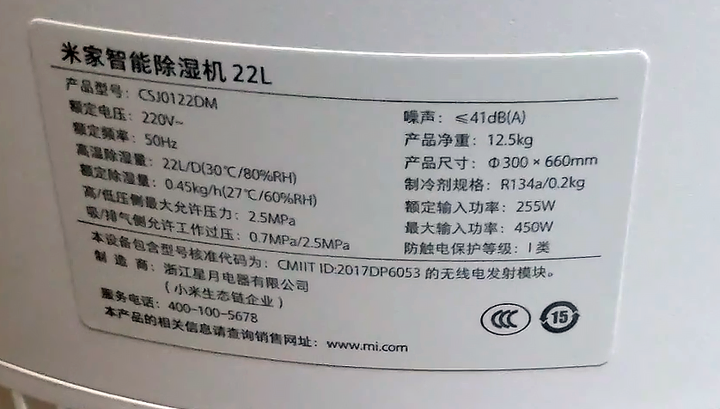 米家智能除湿机 22L
产品型号：CSJ0122DM
额定电压：220V~
额定频率：50Hz
高温除湿量：22L/D(30℃/80%RH)
额定除湿量：0.45kg/h(27℃/60%RH)
高/低压侧最大允许压力：2.5MPa
吸/排气侧允许工作过压：0.7MPa/2.5MPa
噪声：≤41dB(A)
产品净重：12.5kg
产品尺寸：Φ300×660mm
制冷剂规格：R134a/0.2kg
额定输入功率：255W
最大输入功率：450W
防触电保护等级：I 类
本设备包含型号核准代码为：CMIIT ID:2017DP6053 的无线电发射模块。
制 造 商：浙江星月电器有限公司
（小米生态链企业）
服务电话：400-100-5678
本产品的相关信息请查询销售网址：www.mi.com
CCC
15